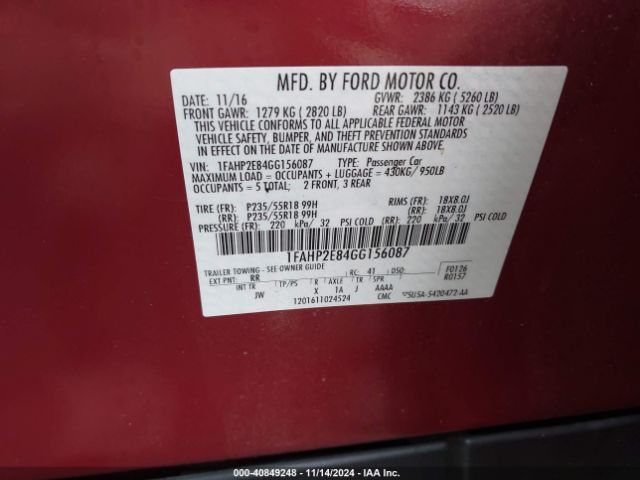 MFD. BY FORD MOTOR CO.
DATE: 11/16 GVWR: 2386 KG ( 5260 LB)
FRONT GAWR: 1279 KG ( 2820 LB) REAR GAWR: 1143 KG ( 2520 LB)
THIS VEHICLE CONFORMS TO ALL APPLICABLE FEDERAL MOTOR
VEHICLE SAFETY, BUMPER, AND THEFT PREVENTION STANDARDS
IN EFFECT ON THE DATE OF MANUFACTURE SHOWN ABOVE.
VIN: 1FAHP2E84GG156087 TYPE: Passenger Car
MAXIMUM LOAD = OCCUPANTS + LUGGAGE = 430KG/ 950LB
OCCUPANTS = 5 TOTAL; 2 FRONT, 3 REAR
TIRE (FR): P235/55R18 99H RIMS (FR): 18X8.0J
(RR): P235/55R18 99H (RR): 18X8.0J
PRESSURE (FR): 220 kPa/ 32 PSI COLD (RR): 220 kPa/ 32 PSI COLD
1FAHP2E84GG156087
TRAILER TOWING - SEE OWNER GUIDE
EXT PNT: RR RC: 41 DSO: F0126
R0157
INT TR TP/PS R AXLE TR SPR
JW X 1A J AAAA
1201611024524 5U5A-5420472-AA
000-40849248 - 11/14/2024 - IAA Inc.